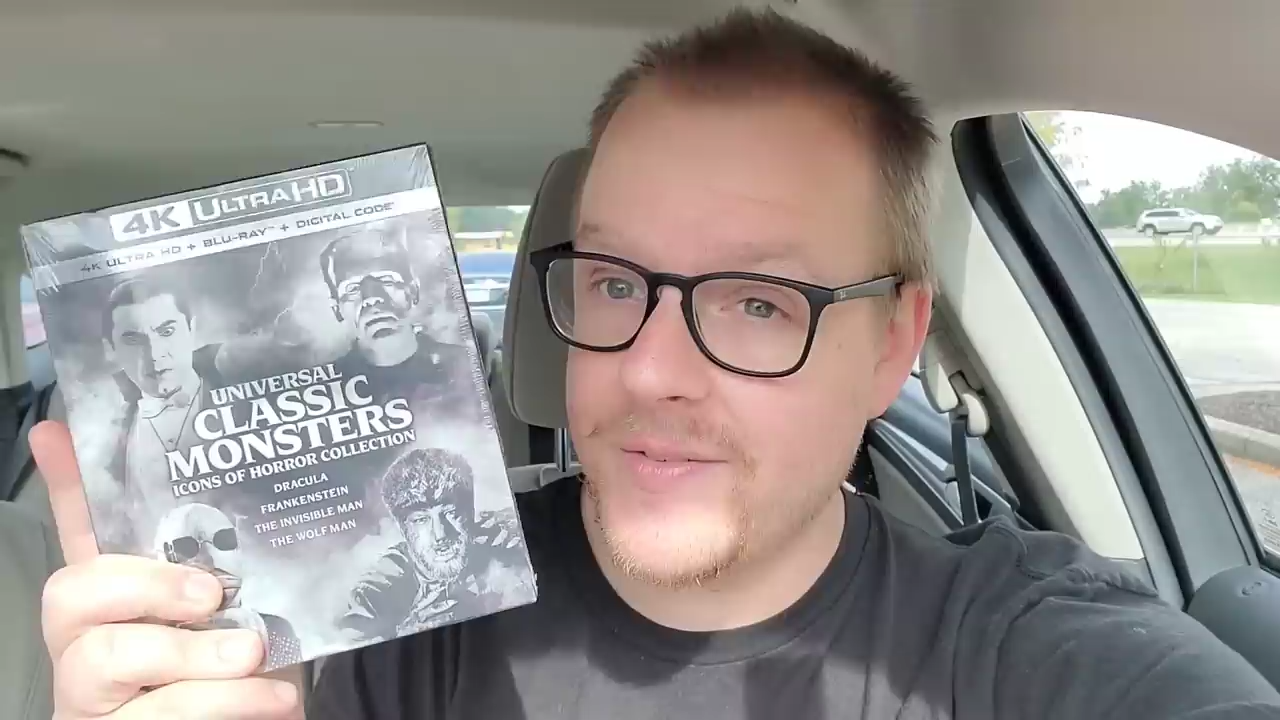 4K ULTRA HD
4K ULTRA HD + BLU-RAY™ + DIGITAL CODE
UNIVERSAL
CLASSIC
MONSTERS
ICONS OF HORROR COLLECTION
DRACULA
FRANKENSTEIN
THE INVISIBLE MAN
THE WOLF MAN